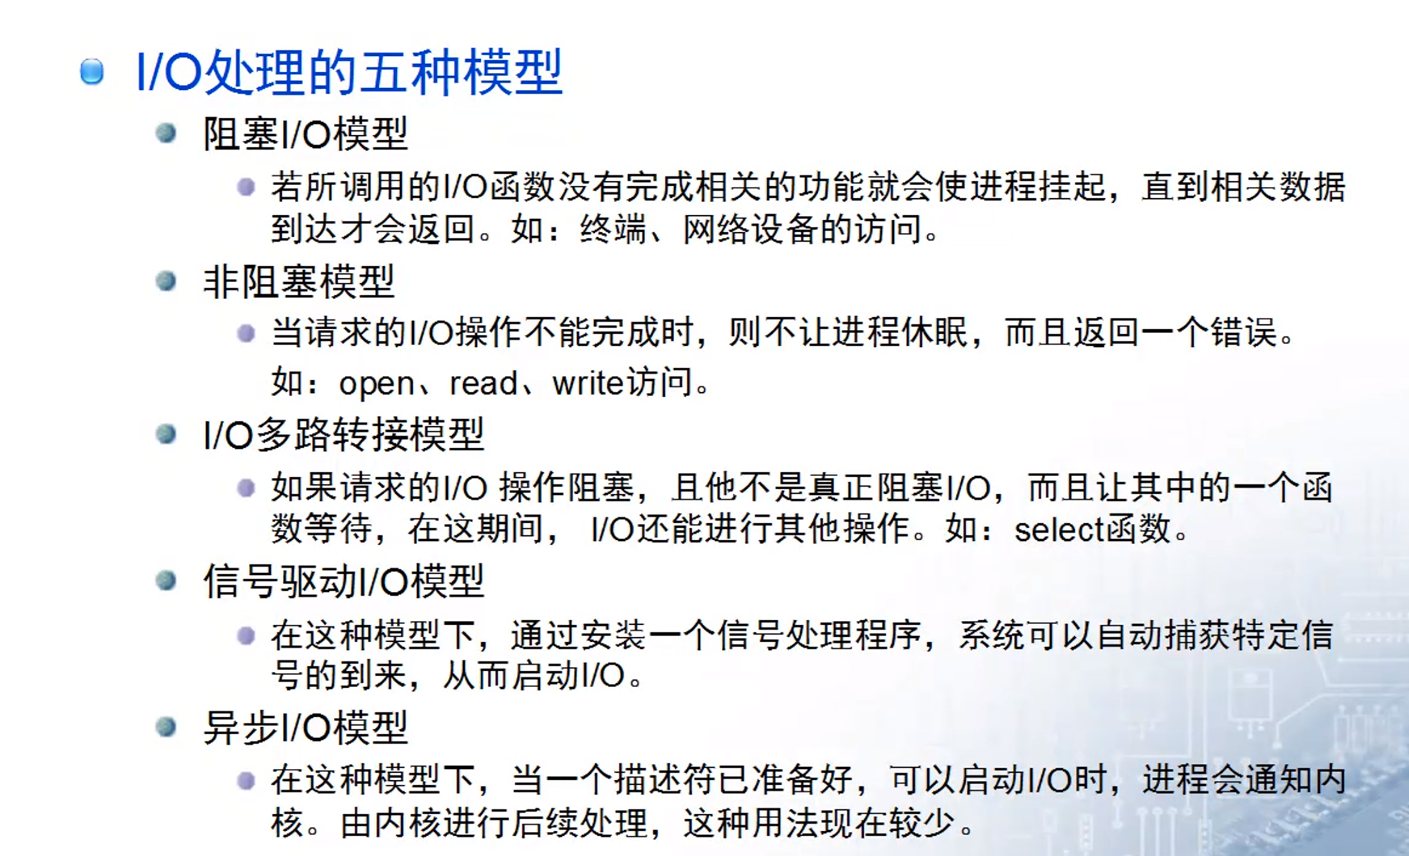 I/O处理的五种模型
阻塞I/O模型
若所调用的I/O函数没有完成相关的功能就会使进程挂起，直到相关数据
到达才会返回。如：终端、网络设备的访问。
非阻塞模型
当请求的I/O操作不能完成时，则不让进程休眠，而且返回一个错误。
如：open、read、write访问。
I/O多路转接模型
如果请求的I/O 操作阻塞，且他不是真正阻塞I/O，而且让其中的一个函
数等待，在这期间， I/O还能进行其他操作。如：select函数。
信号驱动I/O模型
在这种模型下，通过安装一个信号处理程序，系统可以自动捕获特定信
号的到来，从而启动I/O。
异步I/O模型
在这种模型下，当一个描述符已准备好，可以启动I/O时，进程会通知内
核。由内核进行后续处理，这种用法现在较少。